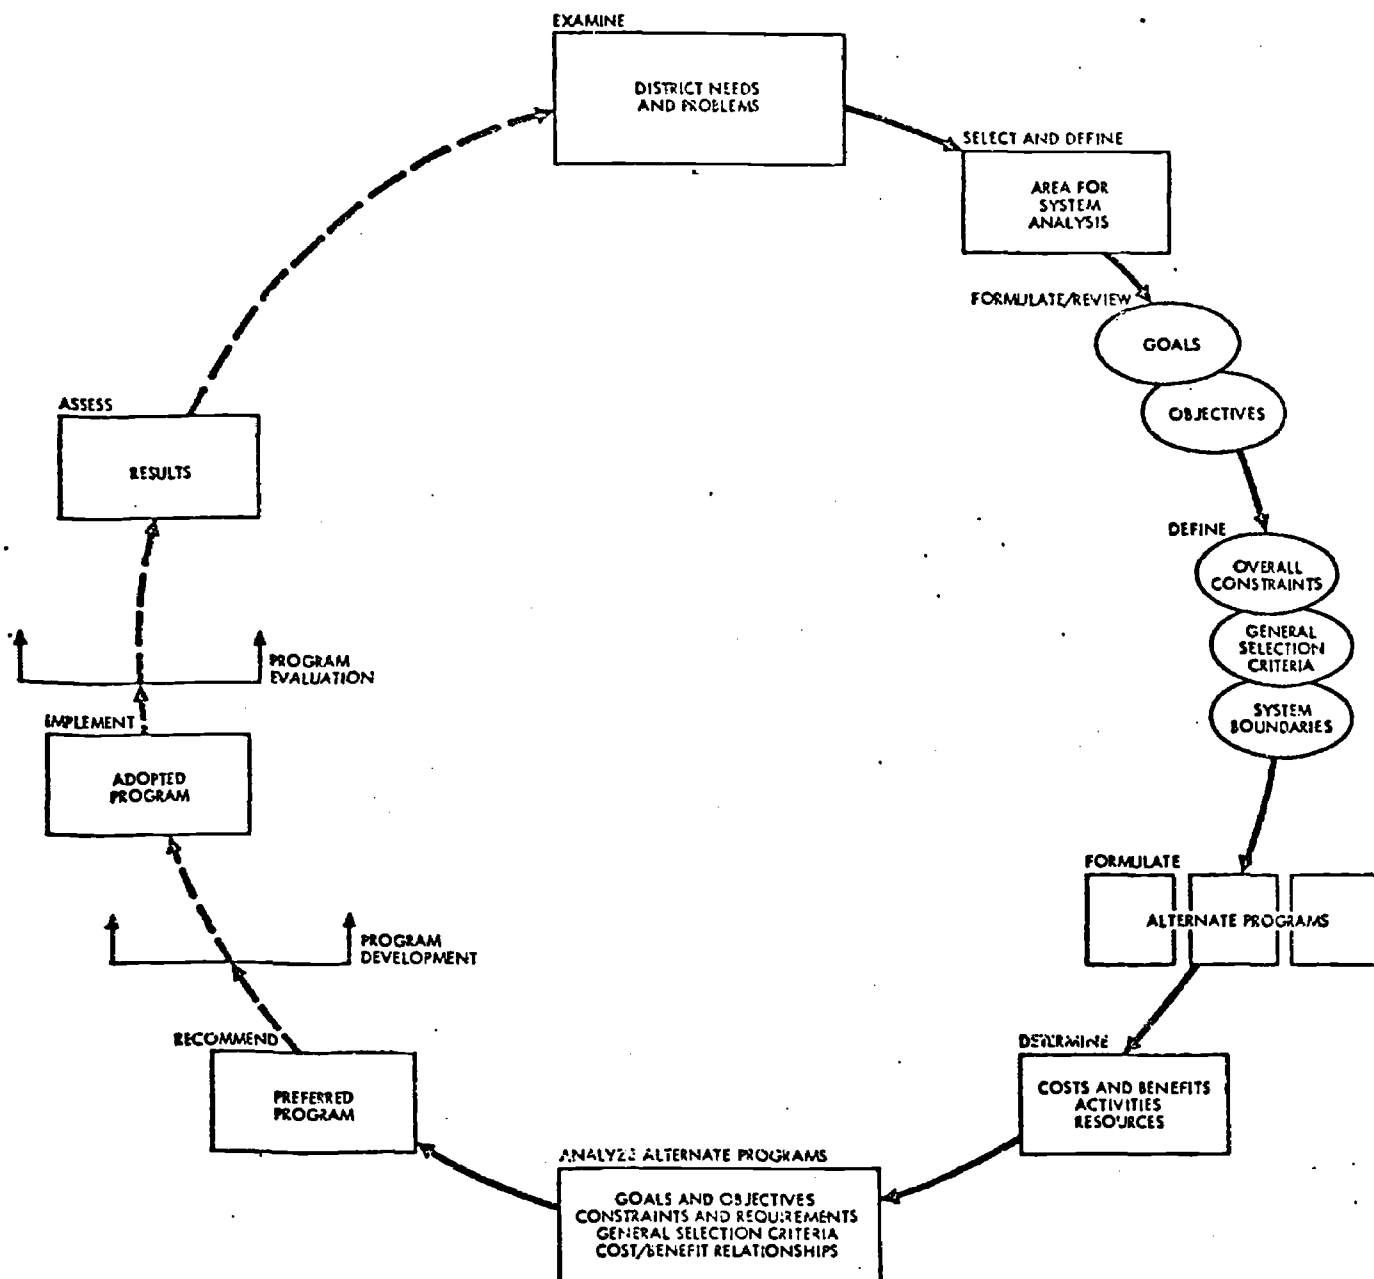 EXAMINE
DISTRICT NEEDS
AND PROBLEMS
SELECT AND DEFINE
AREA FOR
SYSTEM
ANALYSIS
FORMULATE/REVIEW
GOALS
OBJECTIVES
DEFINE
OVERALL
CONSTRAINTS
GENERAL
SELECTION
CRITERIA
SYSTEM
BOUNDARIES
FORMULATE
ALTERNATE PROGRAMS
DETERMINE
COSTS AND BENEFITS
ACTIVITIES
RESOURCES
ANALYZE ALTERNATE PROGRAMS
GOALS AND OBJECTIVES
CONSTRAINTS AND REQUIREMENTS
GENERAL SELECTION CRITERIA
COST/BENEFIT RELATIONSHIPS
RECOMMEND
PREFERRED
PROGRAM
PROGRAM
DEVELOPMENT
IMPLEMENT
ADOPTED
PROGRAM
PROGRAM
EVALUATION
ASSESS
RESULTS